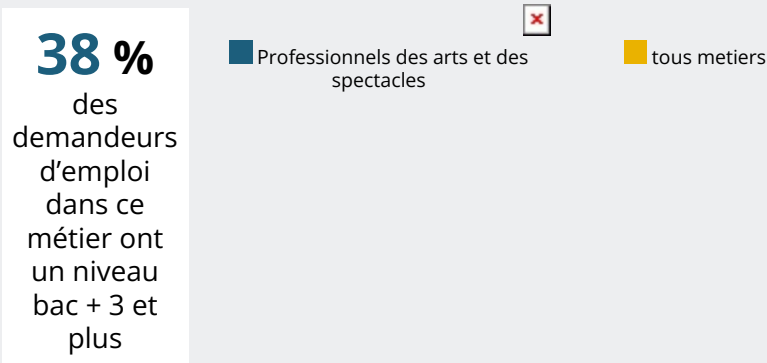 38 %
des
demandeurs
d’emploi
dans ce
métier ont
un niveau
bac + 3 et
plus
Professionnels des arts et des
spectacles
tous metiers